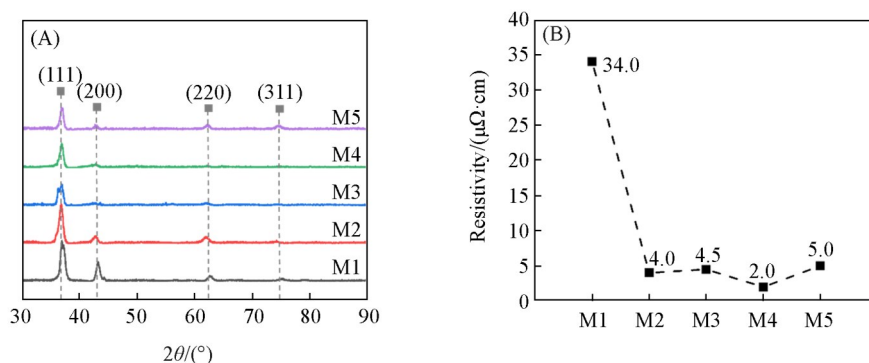 (A)
(111)
(200)
(220)
(311)
M5
M4
M3
M2
M1
30 40 50 60 70 80 90
2θ/(°)
(B)
Resistivity/(μΩ·cm)
40
35
30
25
20
15
10
5
0
34.0
4.0
4.5
2.0
5.0
M1 M2 M3 M4 M5